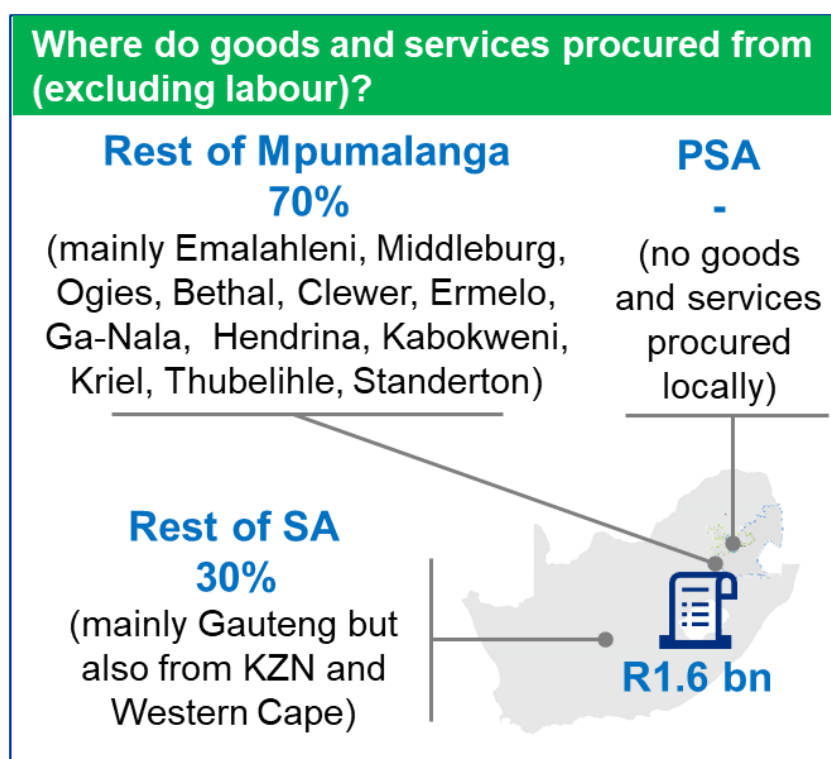 Where do goods and services procured from
(excluding labour)?
Rest of Mpumalanga
70%
(mainly Emalahleni, Middleburg,
Ogies, Bethal, Clewer, Ermelo,
Ga-Nala, Hendrina, Kabokweni,
Kriel, Thubelihle, Standerton)
PSA
-
(no goods
and services
procured
locally)
Rest of SA
30%
(mainly Gauteng but
also from KZN and
Western Cape)
R1.6 bn